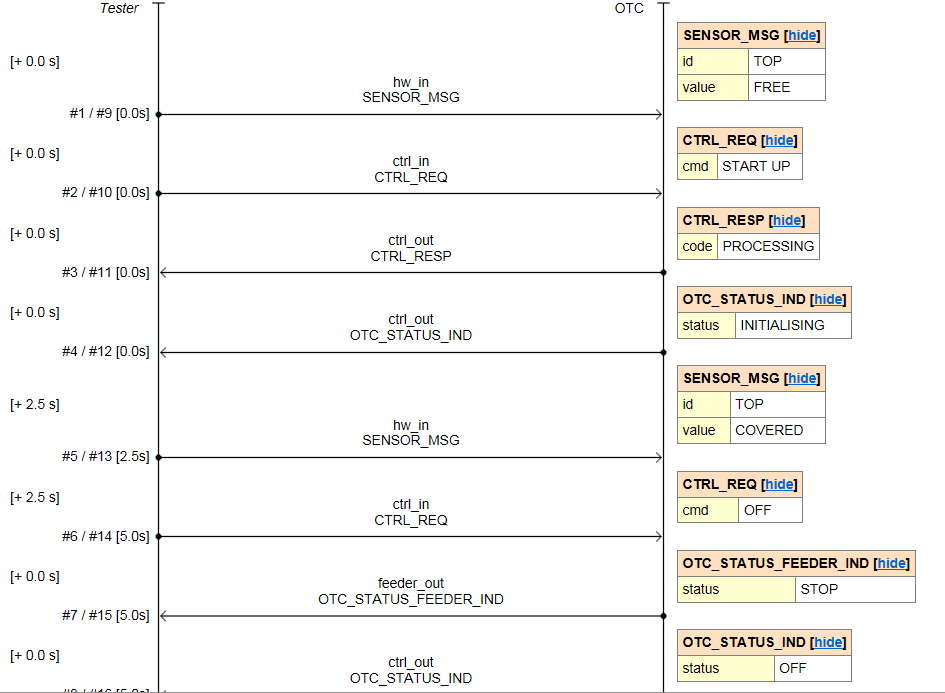 Tester OTC
SENSOR_MSG [hide]
[+ 0.0 s]
id TOP
value FREE
hw_in
SENSOR_MSG
#1 / #9 [0.0s]
CTRL_REQ [hide]
[+ 0.0 s]
cmd START UP
ctrl_in
CTRL_REQ
#2 / #10 [0.0s]
CTRL_RESP [hide]
[+ 0.0 s]
code PROCESSING
ctrl_out
CTRL_RESP
#3 / #11 [0.0s]
OTC_STATUS_IND [hide]
[+ 0.0 s]
status INITIALISING
ctrl_out
OTC_STATUS_IND
#4 / #12 [0.0s]
SENSOR_MSG [hide]
[+ 2.5 s]
id TOP
value COVERED
hw_in
SENSOR_MSG
#5 / #13 [2.5s]
CTRL_REQ [hide]
[+ 2.5 s]
cmd OFF
ctrl_in
CTRL_REQ
#6 / #14 [5.0s]
OTC_STATUS_FEEDER_IND [hide]
[+ 0.0 s]
status STOP
feeder_out
OTC_STATUS_FEEDER_IND
#7 / #15 [5.0s]
OTC_STATUS_IND [hide]
[+ 0.0 s]
status OFF
ctrl_out
OTC_STATUS_IND